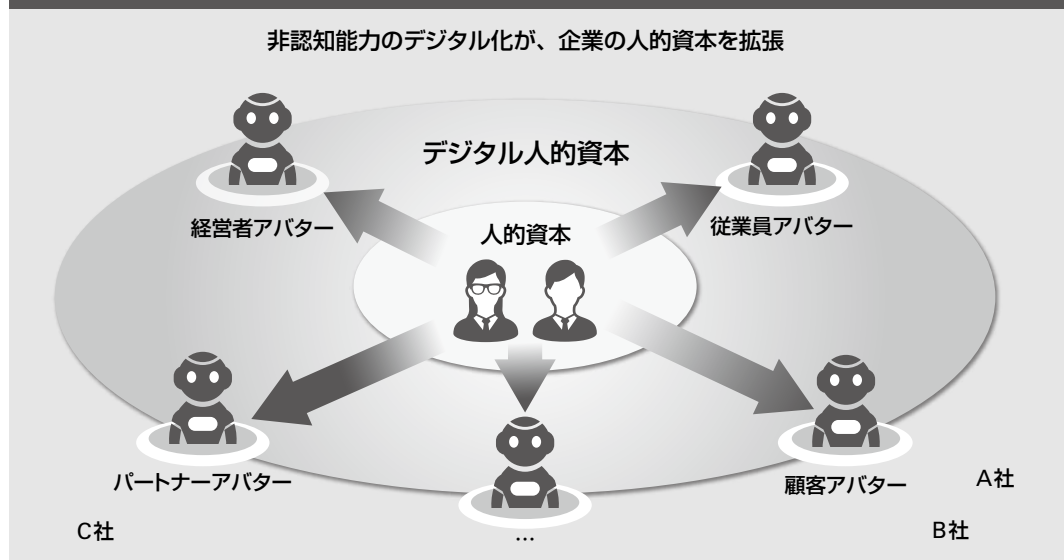 非認知能力のデジタル化が、企業の人的資本を拡張
デジタル人的資本
経営者アバター
人的資本
従業員アバター
パートナーアバター
顧客アバター
A社
C社
…
B社